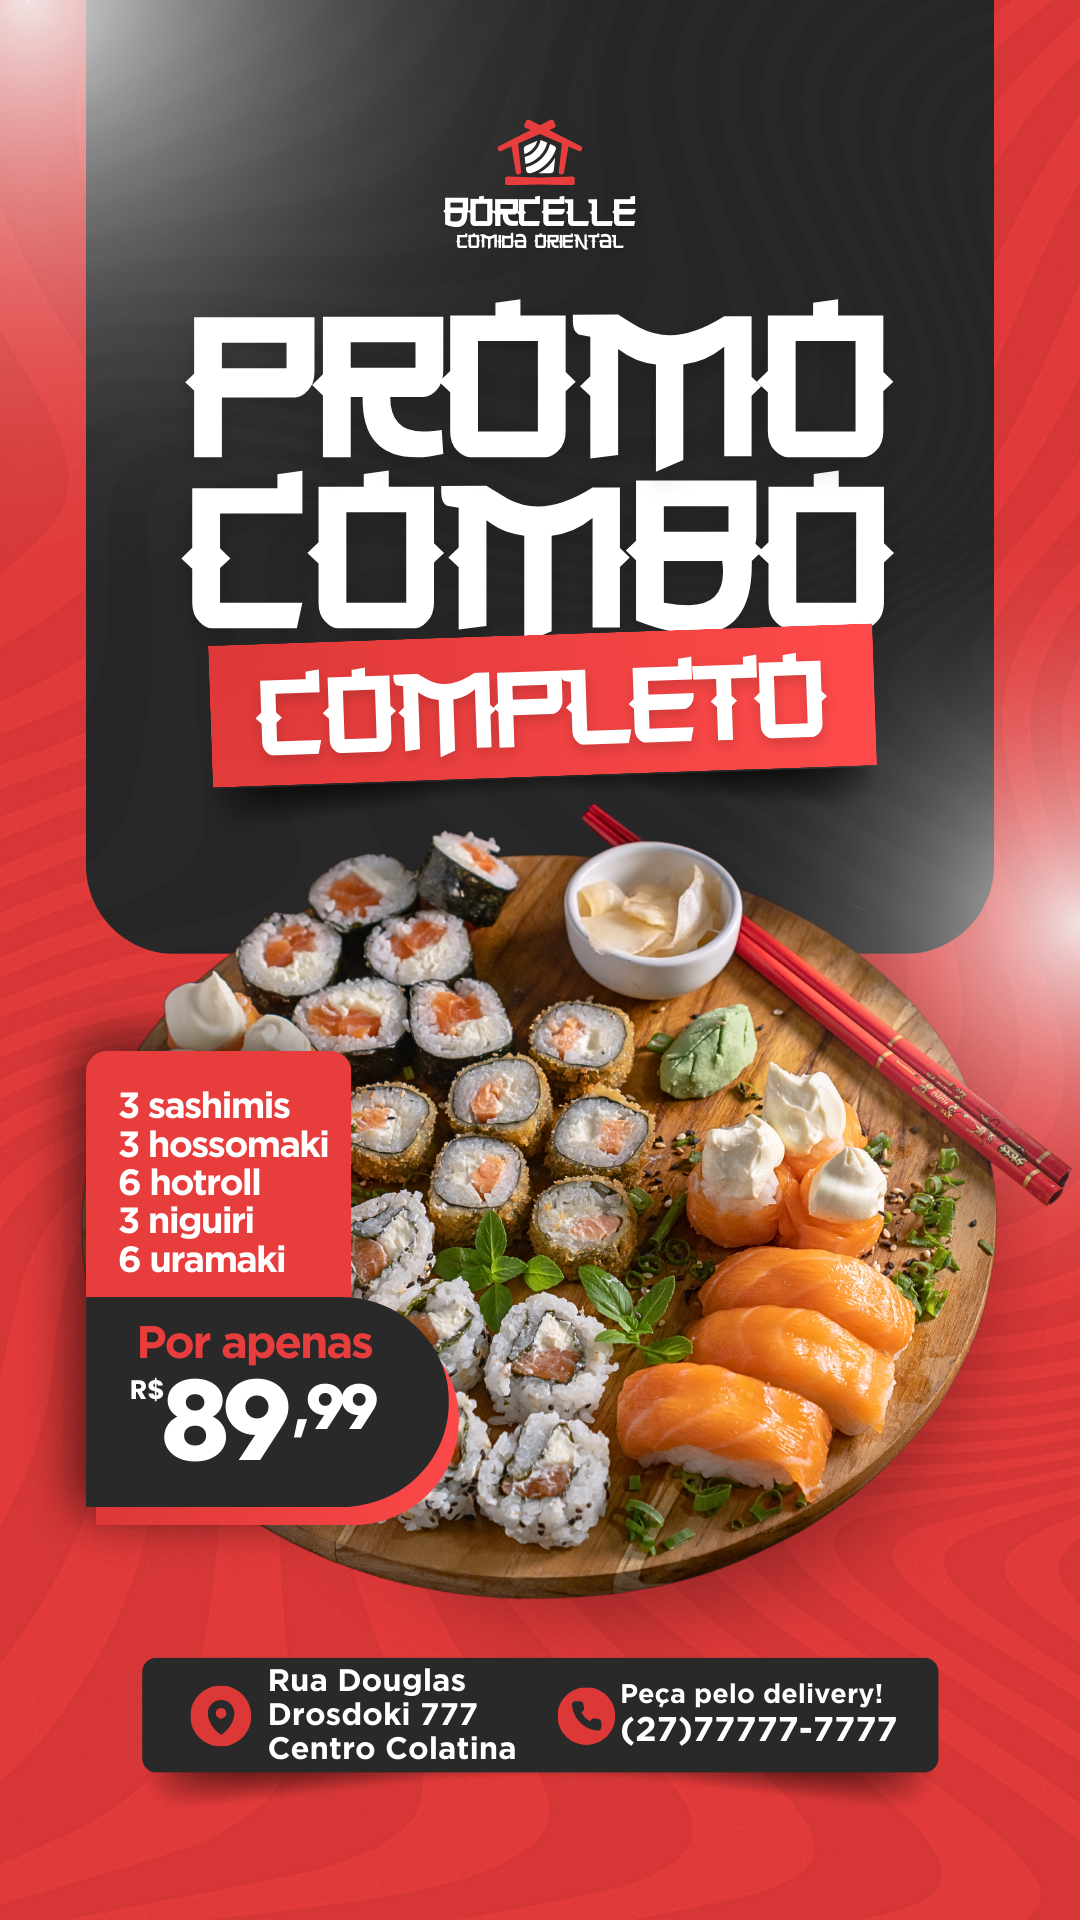 BORCELLE
COMIDA ORIENTAL
PROMO
COMBO
COMPLETO
3 sashimis
3 hossomaki
6 hotroll
3 niguiri
6 uramaki
Por apenas
R$89,99
Rua Douglas
Drosdoki 777
Centro Colatina
Peça pelo delivery!
(27)77777-7777